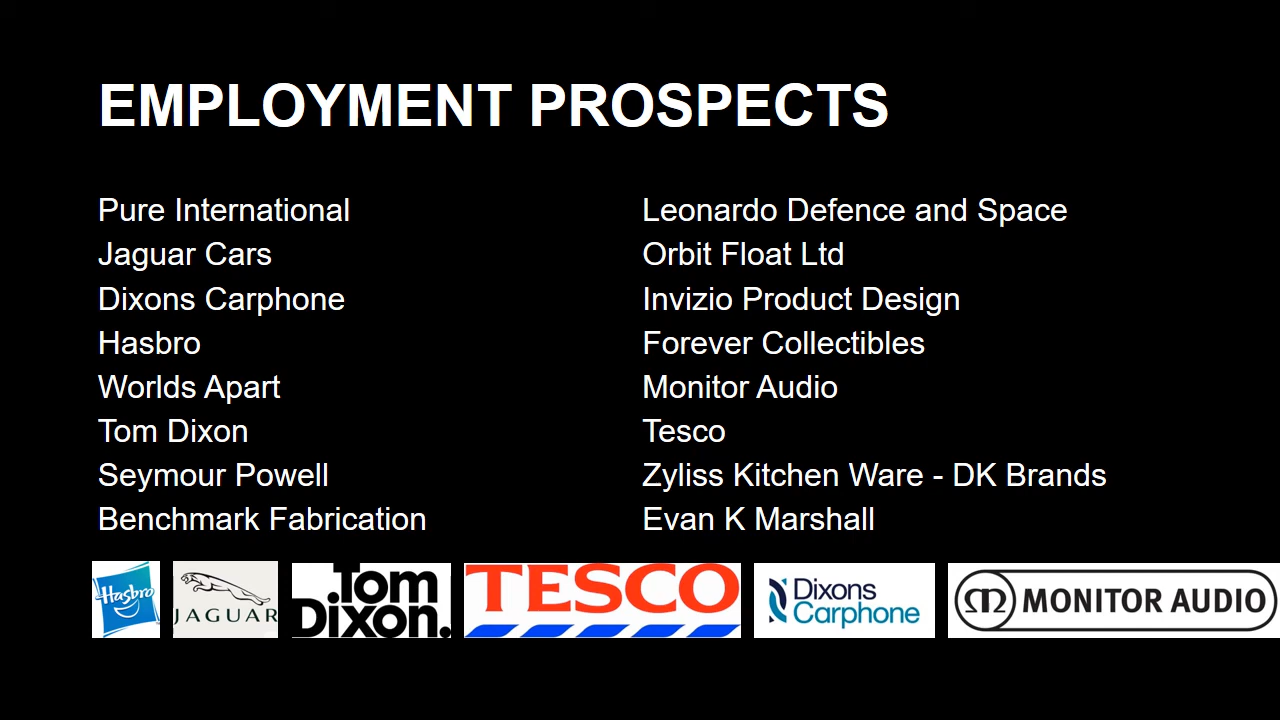 EMPLOYMENT PROSPECTS
Pure International
Jaguar Cars
Dixons Carphone
Hasbro
Worlds Apart
Tom Dixon
Seymour Powell
Benchmark Fabrication
Leonardo Defence and Space
Orbit Float Ltd
Invizio Product Design
Forever Collectibles
Monitor Audio
Tesco
Zyliss Kitchen Ware - DK Brands
Evan K Marshall
Hasbro
JAGUAR
Tom
Dixon.
TESCO
Dixons
Carphone
MONITOR AUDIO